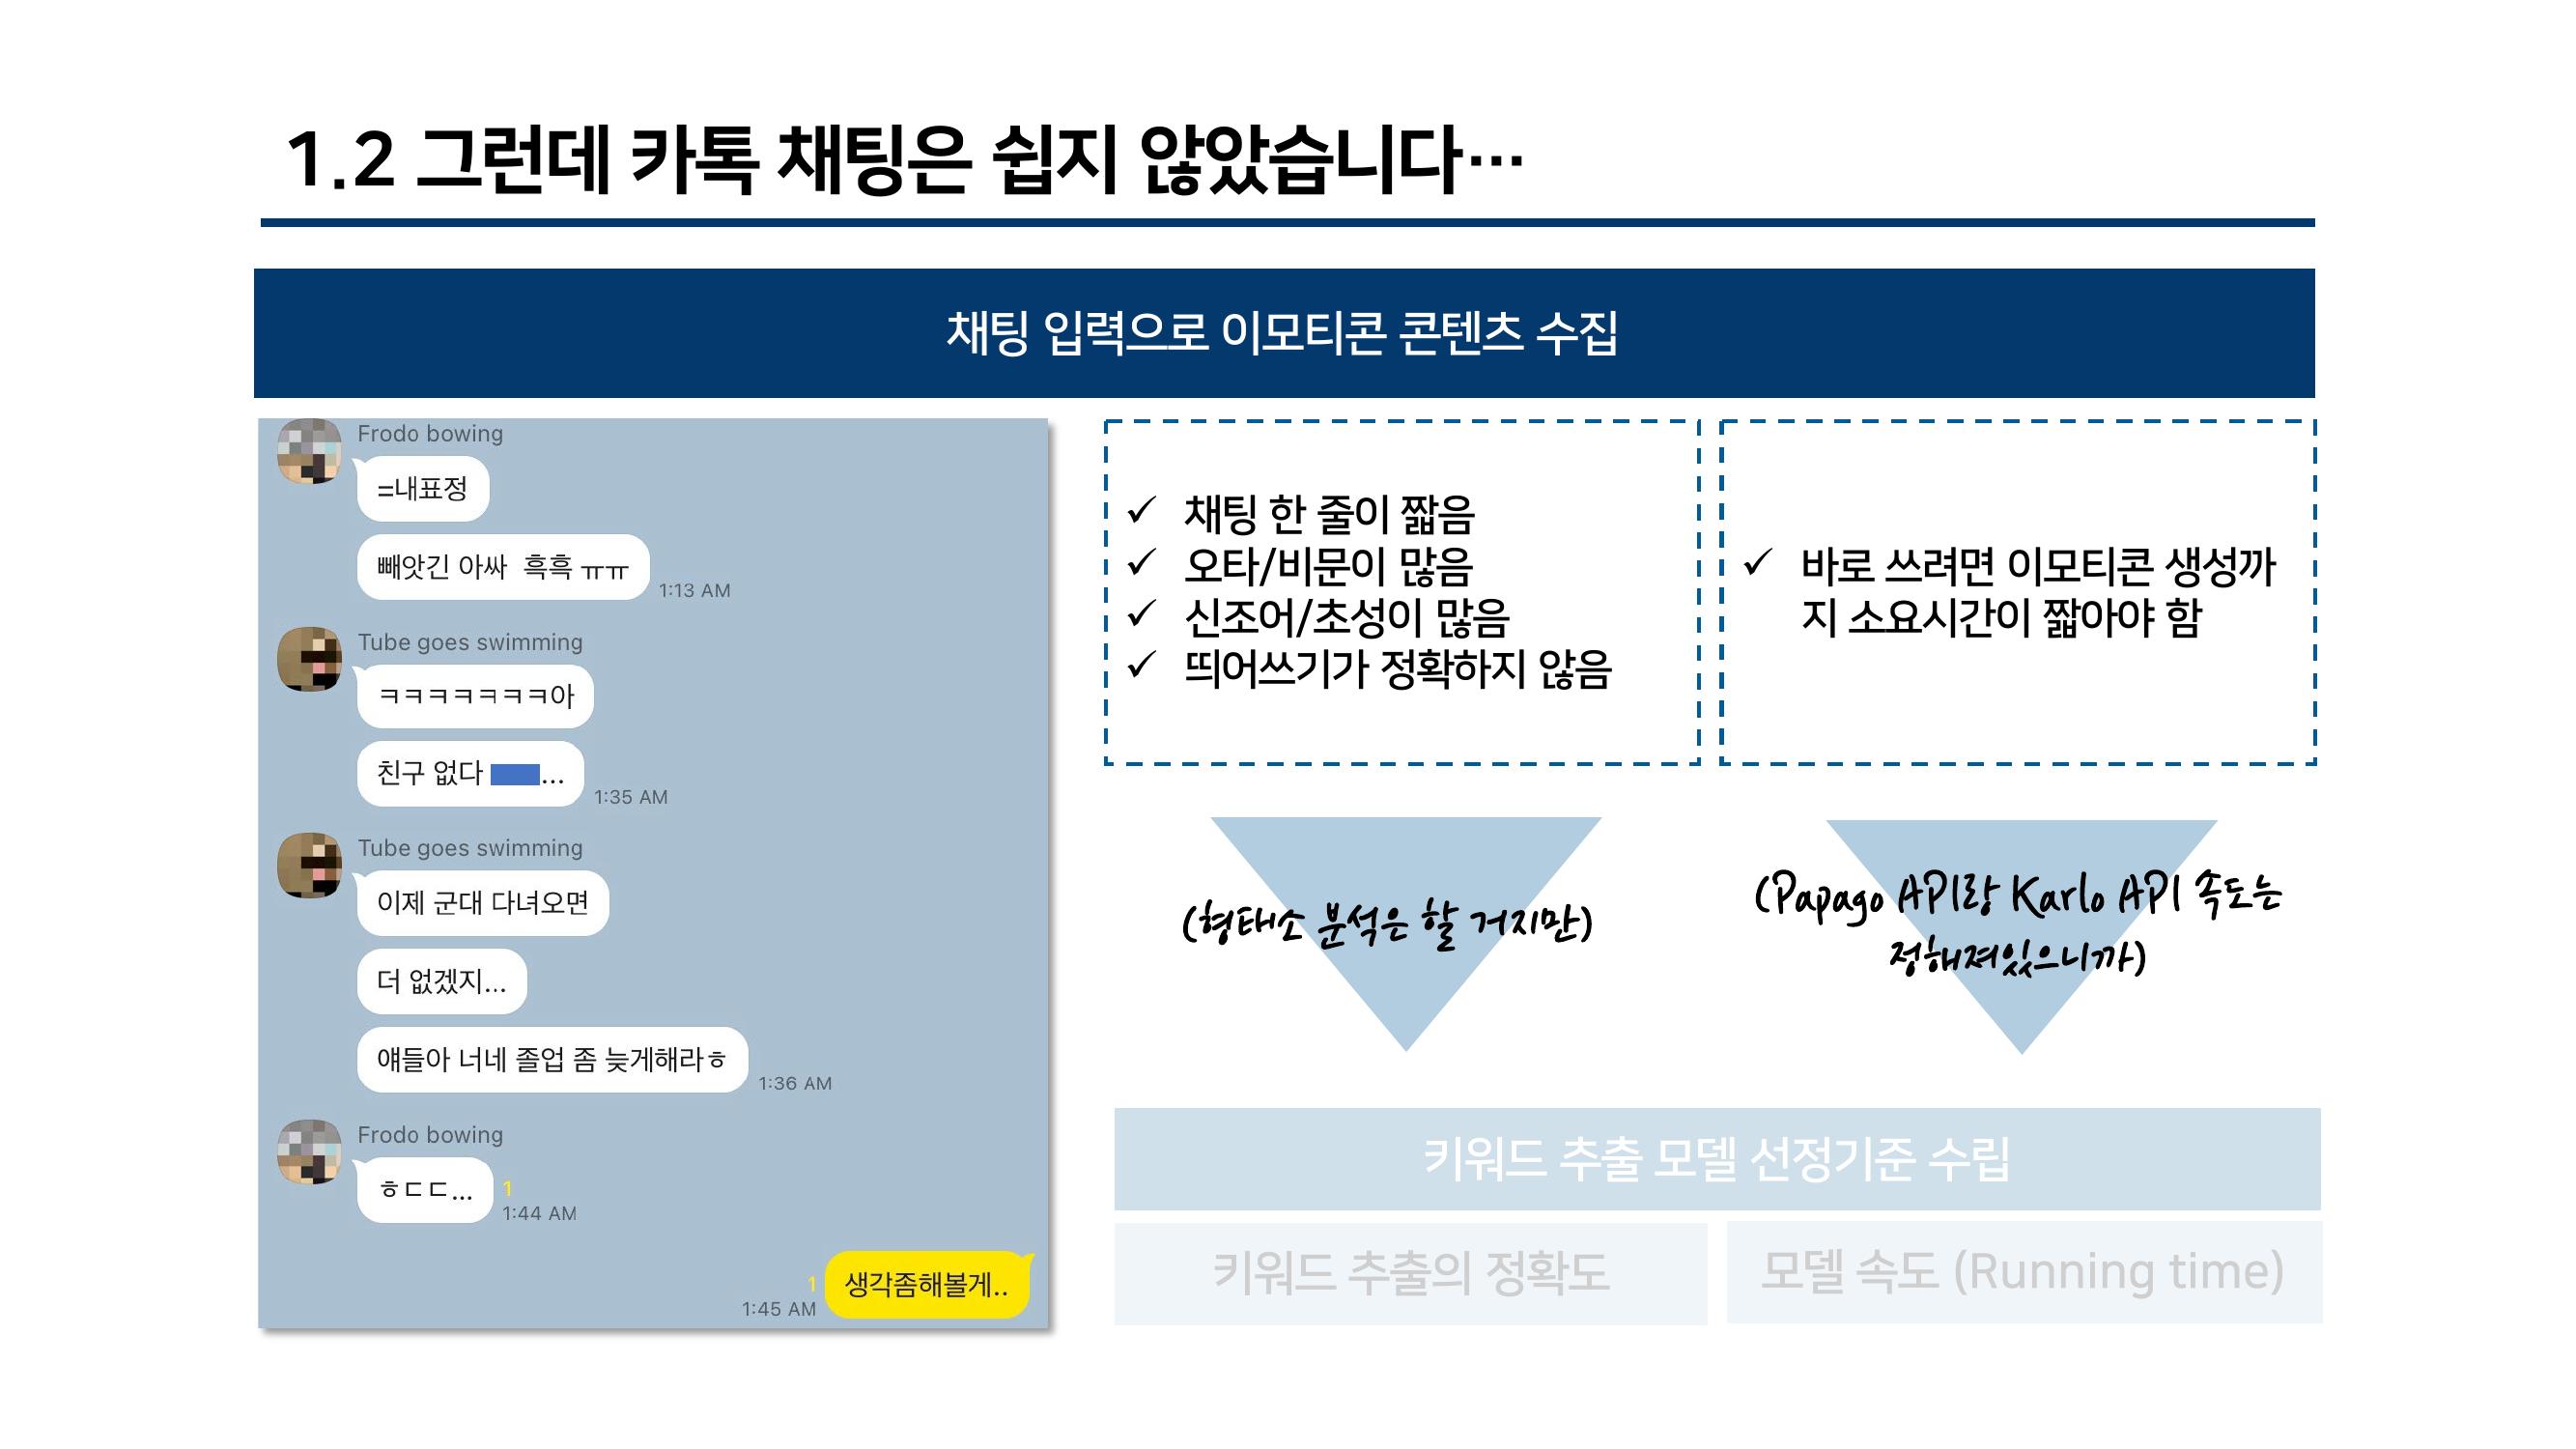 1.2 그런데 카톡 채팅은 쉽지 않았습니다…
채팅 입력으로 이모티콘 콘텐츠 수집
Frodo bowing
=내표정
빼앗긴 아싸  흑흑 ㅠㅠ
1:13 AM
Tube goes swimming
ㅋㅋㅋㅋㅋㅋㅋ아
친구 없다 ...
1:35 AM
Tube goes swimming
이제 군대 다녀오면
더 없겠지...
얘들아 너네 졸업 좀 늦게해라ㅎ
1:36 AM
Frodo bowing
ㅎㄷㄷ...
1
1:44 AM
생각좀해볼게..
1
1:45 AM
✓ 채팅 한 줄이 짧음
✓ 오타/비문이 많음
✓ 신조어/초성이 많음
✓ 띄어쓰기가 정확하지 않음
✓ 바로 쓰려면 이모티콘 생성까
지 소요시간이 짧아야 함
(형태소 분석은 할 거지만)
(Papago API랑 Karlo API 속도는
정해져있으니까)
키워드 추출 모델 선정기준 수립
키워드 추출의 정확도
모델 속도 (Running time)